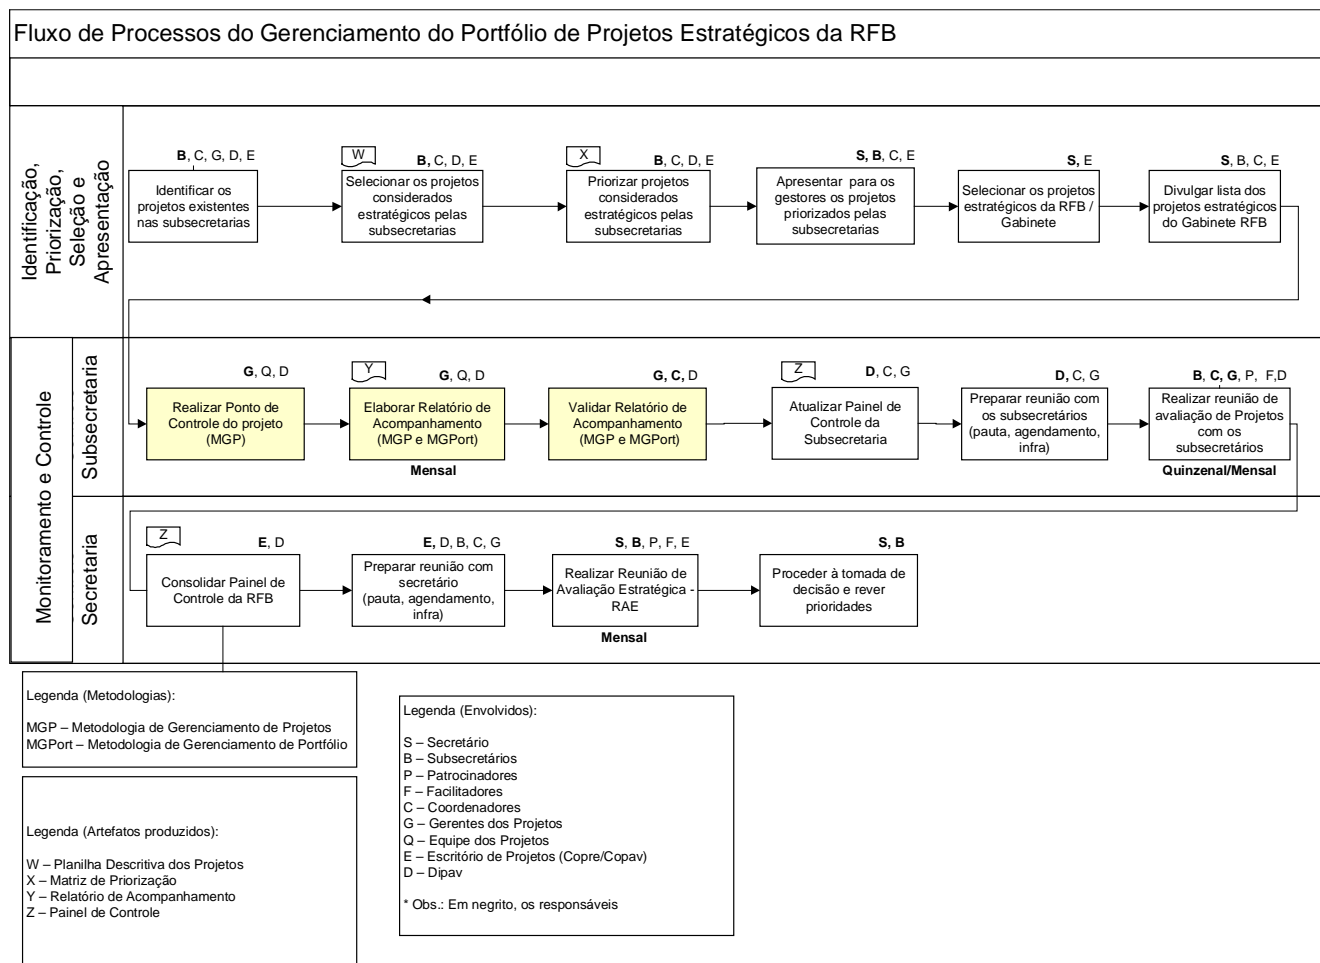 Fluxo de Processos do Gerenciamento do Portfólio de Projetos Estratégicos da RFB
Identificação,
Priorização,
Seleção e
Apresentação
B, C, G, D, E
Identificar os
projetos existentes
nas subsecretarias
W
B, C, D, E
Selecionar os projetos
considerados
estratégicos pelas
subsecretarias
X
B, C, D, E
Priorizar projetos
considerados
estratégicos pelas
subsecretarias
S, B, C, E
Apresentar para os
gestores os projetos
priorizados pelas
subsecretarias
S, E
Selecionar os projetos
estratégicos da RFB /
Gabinete
S, B, C, E
Divulgar lista dos
projetos estratégicos
do Gabinete RFB
Monitoramento e Controle
Subsecretaria
G, Q, D
Realizar Ponto de
Controle do projeto
(MGP)
Y
G, Q, D
Elaborar Relatório de
Acompanhamento
(MGP e MGPort)
Mensal
G, C, D
Validar Relatório de
Acompanhamento
(MGP e MGPort)
Z
D, C, G
Atualizar Painel de
Controle da
Subsecretaria
D, C, G
Preparar reunião com
os subsecretários
(pauta, agendamento,
infra)
B, C, G, P, F,D
Realizar reunião de
avaliação de Projetos
com os
subsecretários
Quinzenal/Mensal
Secretaria
Z
E, D
Consolidar Painel de
Controle da RFB
E, D, B, C, G
Preparar reunião com
secretário
(pauta, agendamento,
infra)
S, B, P, F, E
Realizar Reunião de
Avaliação Estratégica -
RAE
Mensal
S, B
Proceder à tomada de
decisão e rever
prioridades
Legenda (Metodologias):
MGP – Metodologia de Gerenciamento de Projetos
MGPort – Metodologia de Gerenciamento de Portfólio
Legenda (Artefatos produzidos):
W – Planilha Descritiva dos Projetos
X – Matriz de Priorização
Y – Relatório de Acompanhamento
Z – Painel de Controle
Legenda (Envolvidos):
S – Secretário
B – Subsecretários
P – Patrocinadores
F – Facilitadores
C – Coordenadores
G – Gerentes dos Projetos
Q – Equipe dos Projetos
E – Escritório de Projetos (Copre/Copav)
D – Dipav
* Obs.: Em negrito, os responsáveis